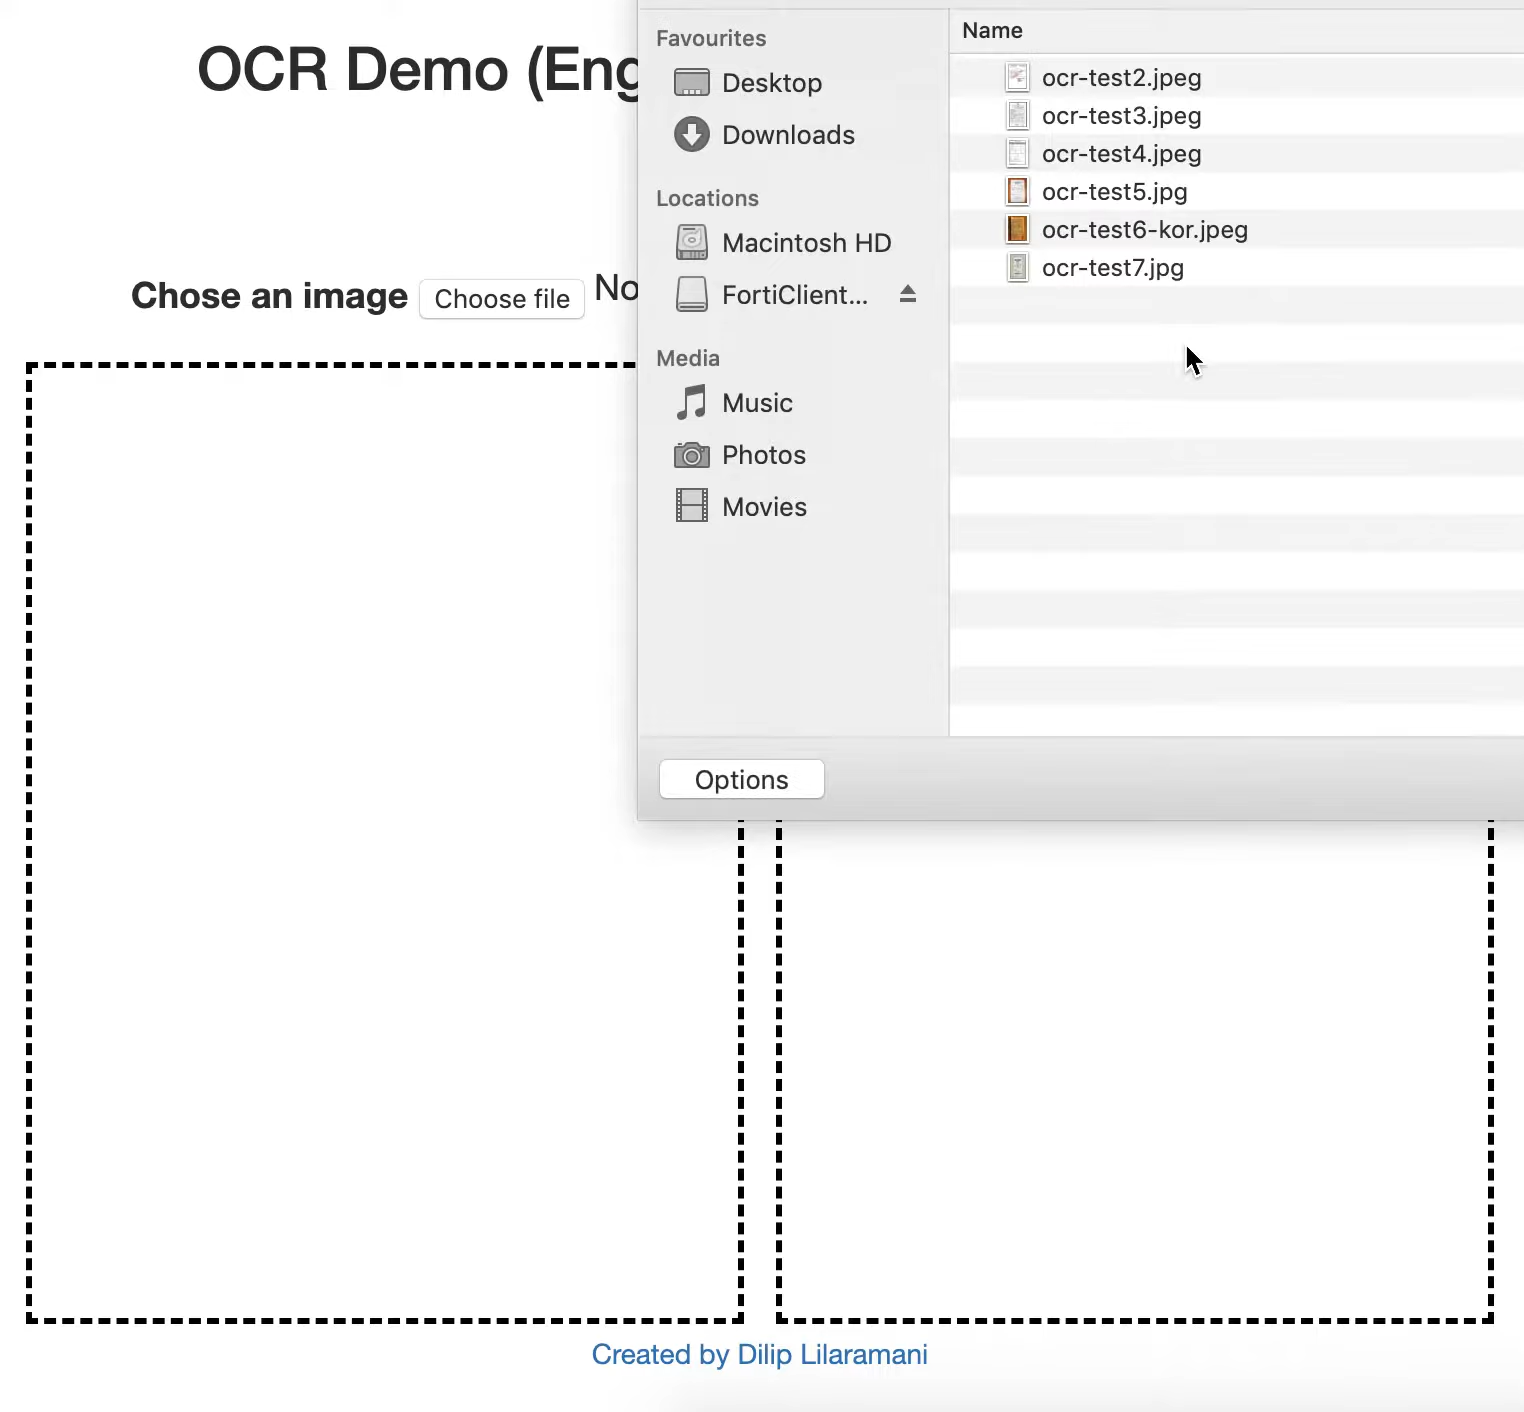 OCR Demo (Eng
Chose an image Choose file No
Favourites
Desktop
Downloads
Locations
Macintosh HD
FortiClient...
Media
Music
Photos
Movies
Name
ocr-test2.jpeg
ocr-test3.jpeg
ocr-test4.jpeg
ocr-test5.jpg
ocr-test6-kor.jpeg
ocr-test7.jpg
Options
Created by Dilip Lilaramani